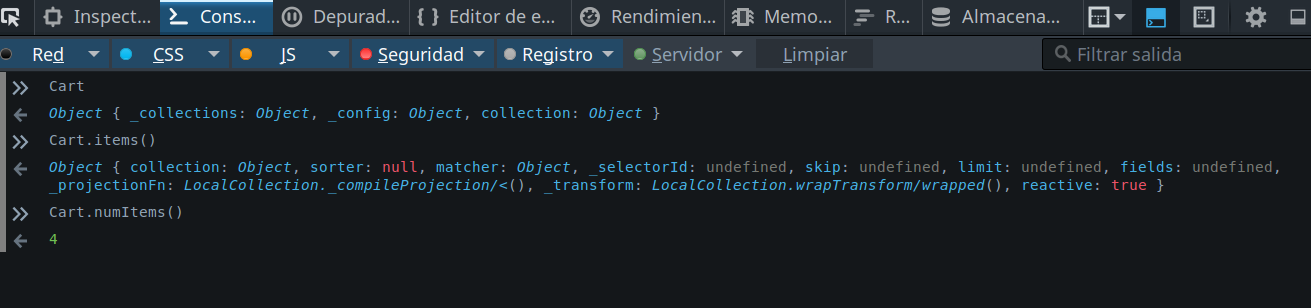 Inspect... Cons... Depurad... { } Editor de e... Rendimien... Memo... R... Almacena...
Red CSS JS Seguridad Registro Servidor Limpiar Filtrar salida
Cart
Object { _collections: Object, _config: Object, collection: Object }
Cart.items()
Object { collection: Object, sorter: null, matcher: Object, _selectorId: undefined, skip: undefined, limit: undefined, fields: undefined,
_projectionFn: LocalCollection._compileProjection/<(), _transform: LocalCollection.wrapTransform/wrapped(), reactive: true }
Cart.numItems()
4